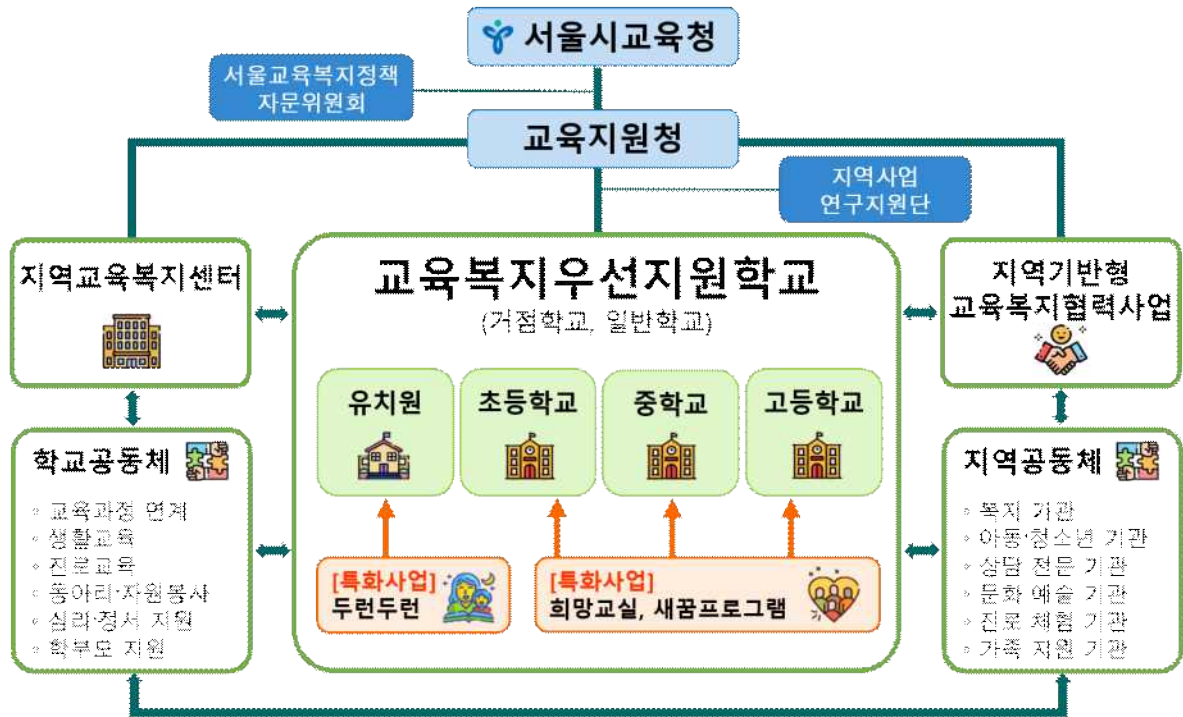 서울시교육청
서울교육복지정책
자문위원회
교육지원청
지역사업
연구지원단
지역교육복지센터
교육복지우선지원학교
(거점학교, 일반학교)
지역기반형
교육복지협력사업
유치원
초등학교
중학교
고등학교
학교공동체
◦ 교육과정 연계
◦ 생활교육
◦ 진로교육
◦ 동아리·자원봉사
◦ 심리·정서 지원
◦ 학부모 지원
[특화사업]
두런두런
[특화사업]
희망교실, 새꿈프로그램
지역공동체
◦ 복지 기관
◦ 아동·청소년 기관
◦ 상담 전문 기관
◦ 문화 예술 기관
◦ 진로 체험 기관
◦ 가족 지원 기관